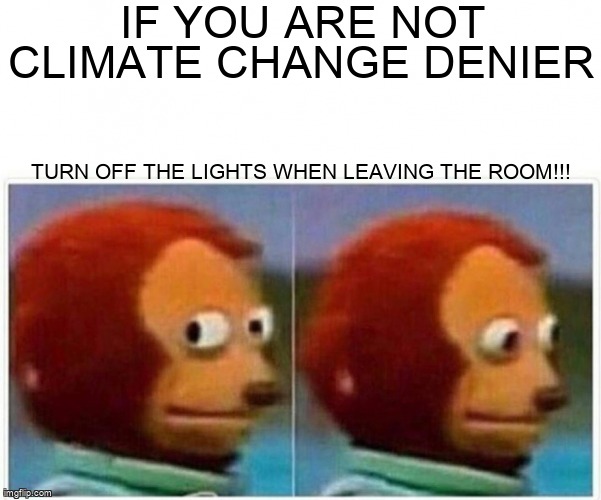 IF YOU ARE NOT
CLIMATE CHANGE DENIER
TURN OFF THE LIGHTS WHEN LEAVING THE ROOM!!!
imgflip.com